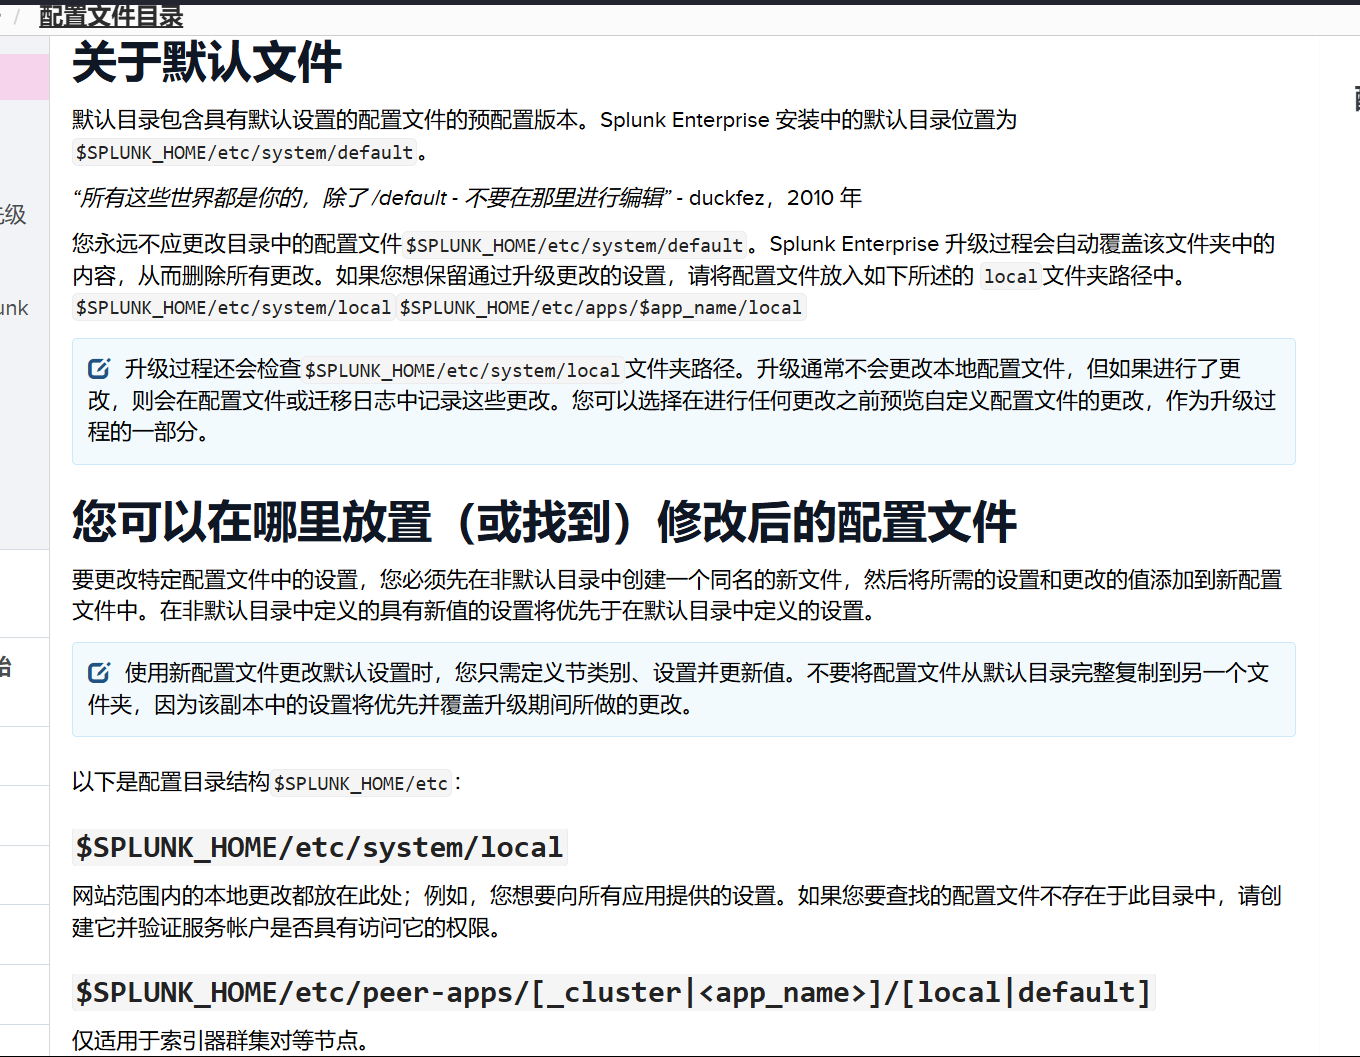 / 配置文件目录
关于默认文件
默认目录包含具有默认设置的配置文件的预配置版本。Splunk Enterprise 安装中的默认目录位置为
$SPLUNK_HOME/etc/system/default。
“所有这些世界都是你的，除了 /default - 不要在那里进行编辑” - duckfez，2010 年
级
您永远不应更改目录中的配置文件 $SPLUNK_HOME/etc/system/default。Splunk Enterprise 升级过程会自动覆盖该文件夹中的
内容，从而删除所有更改。如果您想保留通过升级更改的设置，请将配置文件放入如下所述的 local 文件夹路径中。
unk
$SPLUNK_HOME/etc/system/local $SPLUNK_HOME/etc/apps/$app_name/local
升级过程还会检查 $SPLUNK_HOME/etc/system/local 文件夹路径。升级通常不会更改本地配置文件，但如果进行了更
改，则会在配置文件或迁移日志中记录这些更改。您可以选择在进行任何更改之前预览自定义配置文件的更改，作为升级过
程的一部分。
您可以在哪里放置（或找到）修改后的配置文件
要更改特定配置文件中的设置，您必须先在非默认目录中创建一个同名的新文件，然后将所需的设置和更改的值添加到新配置
文件中。在非默认目录中定义的具有新值的设置将优先于在默认目录中定义的设置。
使用新配置文件更改默认设置时，您只需定义节类别、设置并更新值。不要将配置文件从默认目录完整复制到另一个文
件夹，因为该副本中的设置将优先并覆盖升级期间所做的更改。
以下是配置目录结构 $SPLUNK_HOME/etc：
$SPLUNK_HOME/etc/system/local
网站范围内的本地更改都放在此处；例如，您想要向所有应用提供的设置。如果您要查找的配置文件不存在于此目录中，请创
建它并验证服务帐户是否具有访问它的权限。
$SPLUNK_HOME/etc/peer-apps/[_cluster|<app_name>]/[local|default]
仅适用于索引器群集对等节点。